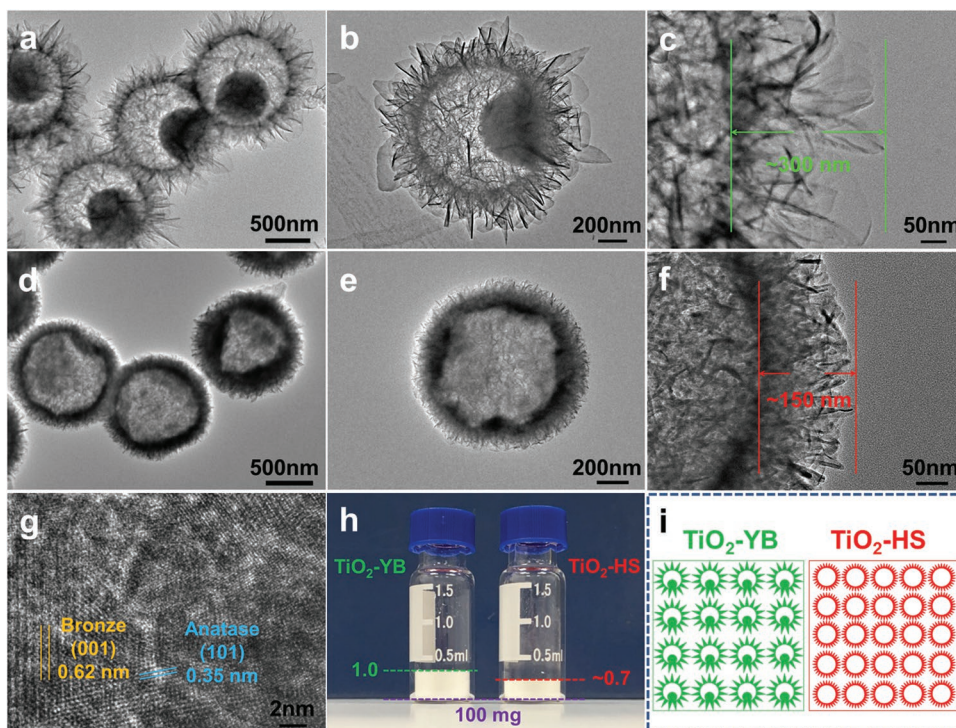 a
500nm
b
200nm
c
~300 nm
50nm
d
500nm
e
200nm
f
~150 nm
50nm
g
Bronze
(001)
0.62 nm
Anatase
(101)
0.35 nm
2nm
h
TiO₂-YB
TiO₂-HS
1.5
1.0
0.5ml
1.5
1.0
0.5ml
1.0
~0.7
100 mg
i
TiO₂-YB
TiO₂-HS